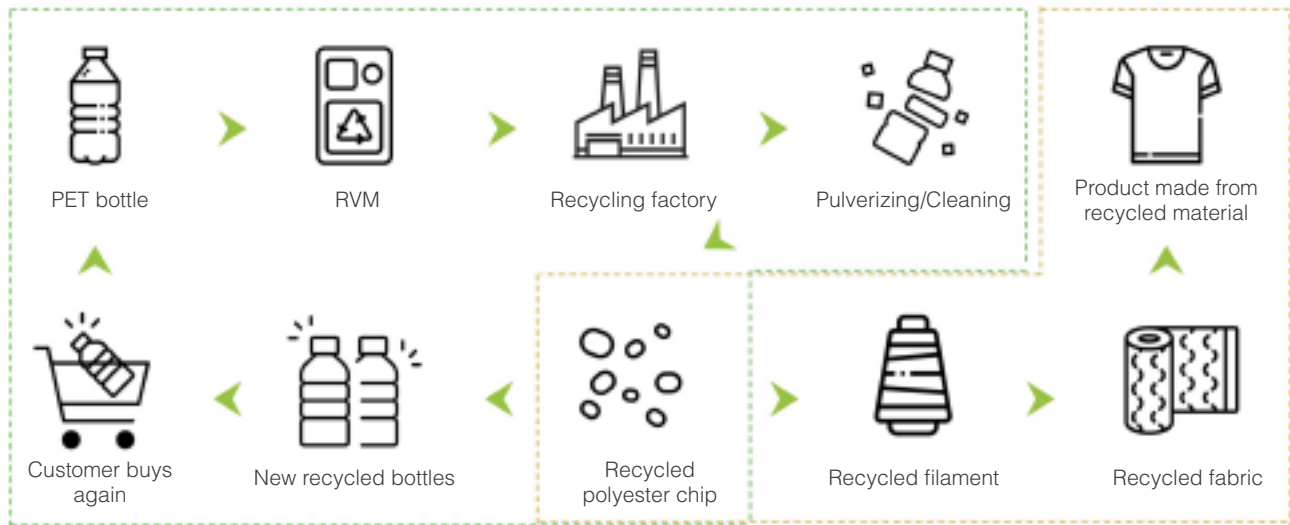 PET bottle
RVM
Recycling factory
Pulverizing/Cleaning
Product made from
recycled material
Customer buys
again
New recycled bottles
Recycled
polyester chip
Recycled filament
Recycled fabric